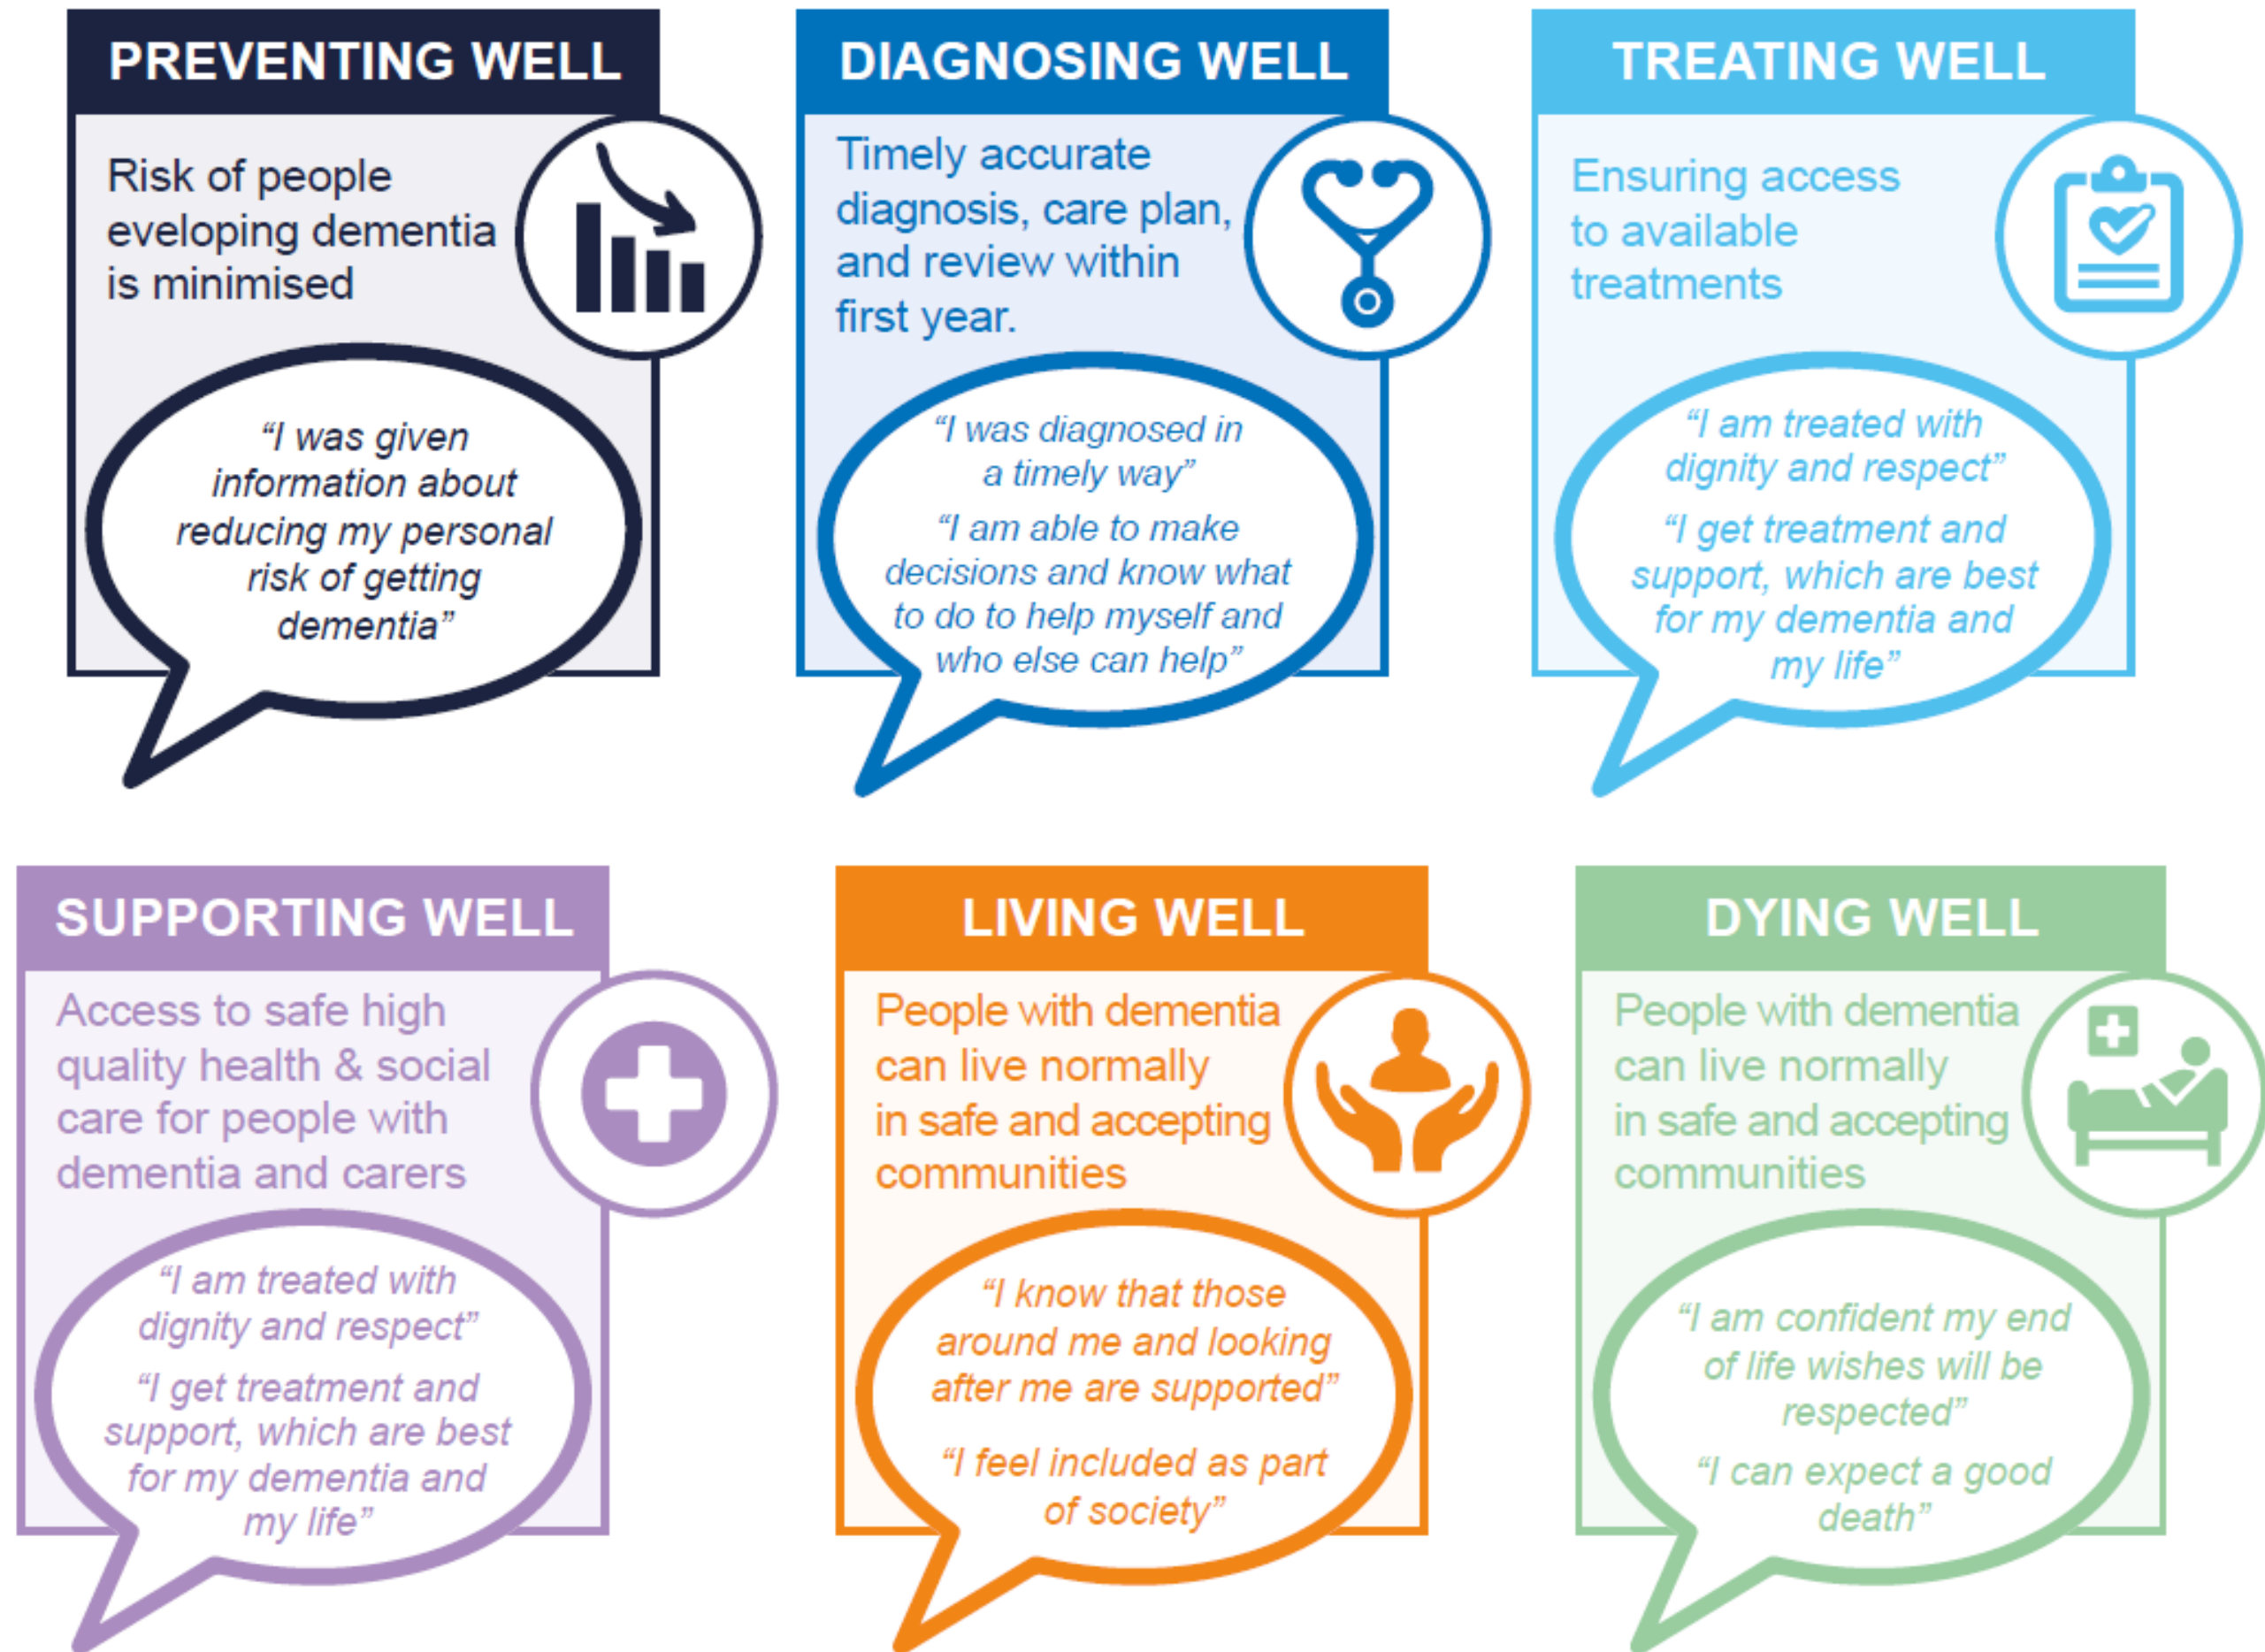 PREVENTING WELL
Risk of people
eveloping dementia
is minimised
“I was given
information about
reducing my personal
risk of getting
dementia”
DIAGNOSING WELL
Timely accurate
diagnosis, care plan,
and review within
first year.
“I was diagnosed in
a timely way”
“I am able to make
decisions and know what
to do to help myself and
who else can help”
TREATING WELL
Ensuring access
to available
treatments
“I am treated with
dignity and respect”
“I get treatment and
support, which are best
for my dementia and
my life”
SUPPORTING WELL
Access to safe high
quality health & social
care for people with
dementia and carers
“I am treated with
dignity and respect”
“I get treatment and
support, which are best
for my dementia and
my life”
LIVING WELL
People with dementia
can live normally
in safe and accepting
communities
“I know that those
around me and looking
after me are supported”
“I feel included as part
of society”
DYING WELL
People with dementia
can live normally
in safe and accepting
communities
“I am confident my end
of life wishes will be
respected”
“I can expect a good
death”